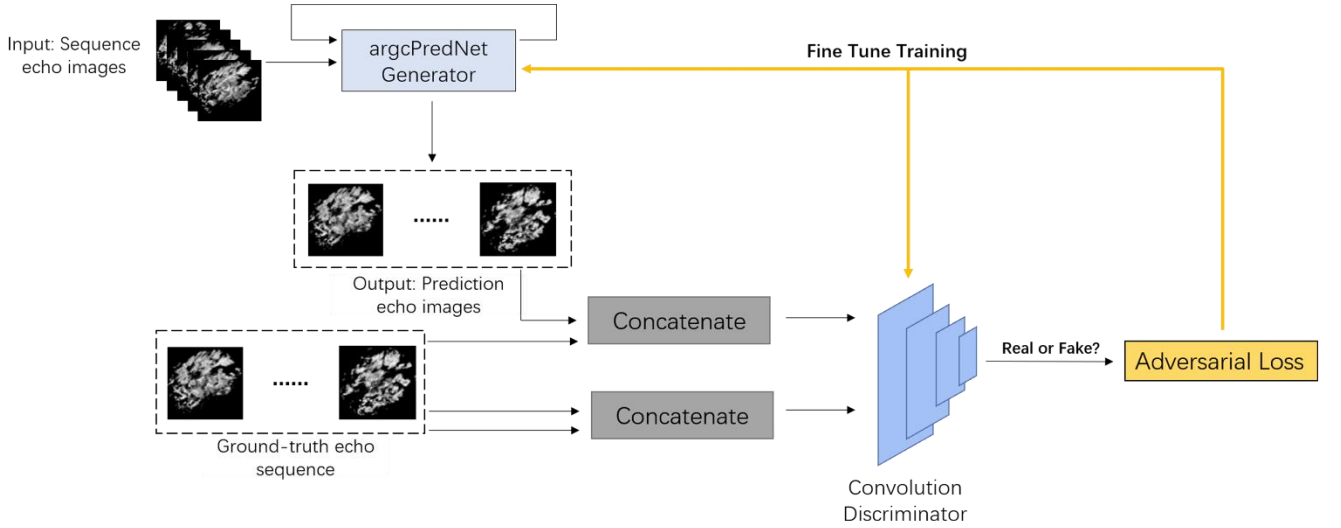 Input: Sequence
echo images
argcPredNet
Generator
Fine Tune Training
......
Output: Prediction
echo images
Concatenate
Real or Fake?
Adversarial Loss
......
Concatenate
Ground-truth echo
sequence
Convolution
Discriminator